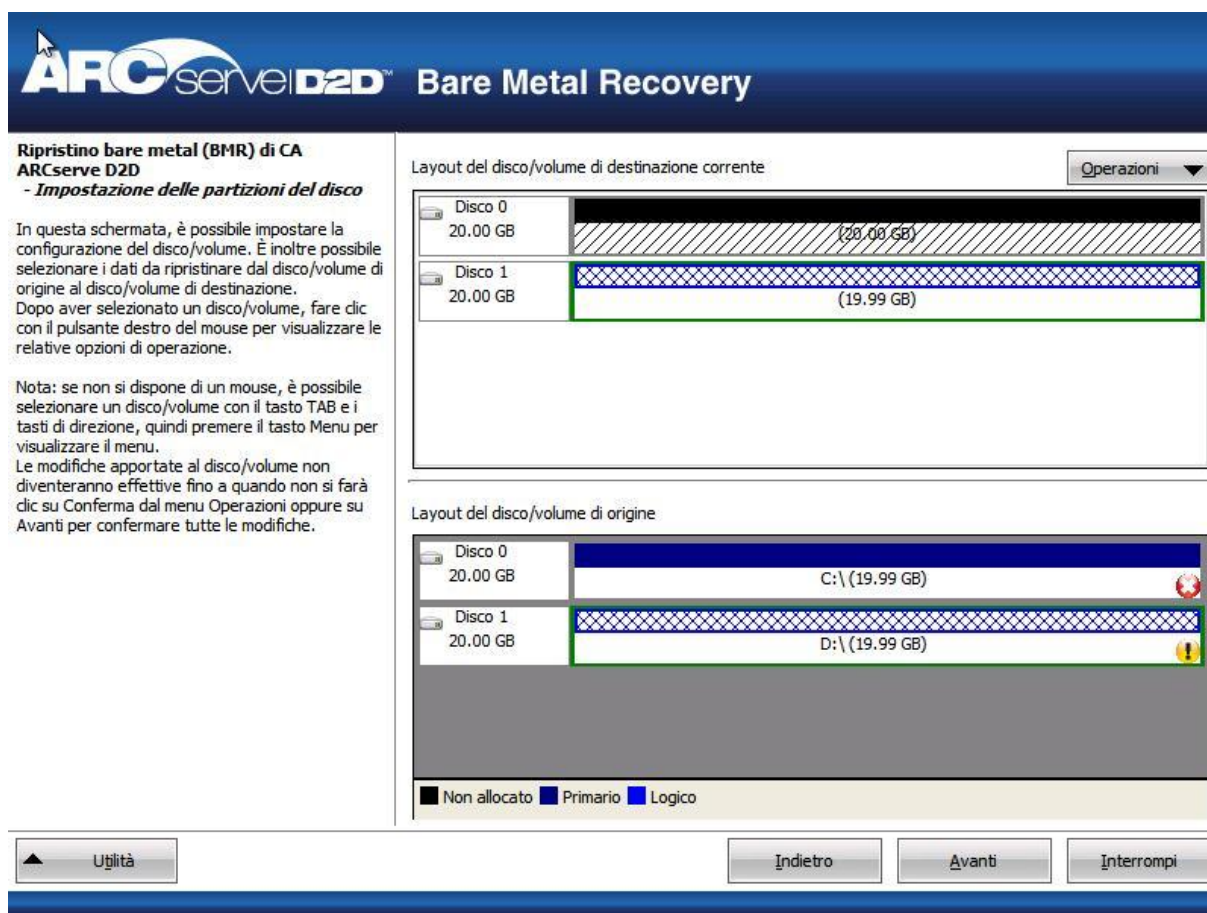 ARCserve D2D™ Bare Metal Recovery
Ripristino bare metal (BMR) di CA
ARCserve D2D
- Impostazione delle partizioni del disco
In questa schermata, è possibile impostare la
configurazione del disco/volume. È inoltre possibile
selezionare i dati da ripristinare dal disco/volume di
origine al disco/volume di destinazione.
Dopo aver selezionato un disco/volume, fare clic
con il pulsante destro del mouse per visualizzare le
relative opzioni di operazione.
Nota: se non si dispone di un mouse, è possibile
selezionare un disco/volume con il tasto TAB e i
tasti di direzione, quindi premere il tasto Menu per
visualizzare il menu.
Le modifiche apportate al disco/volume non
diventeranno effettive fino a quando non si farà
clic su Conferma dal menu Operazioni oppure su
Avanti per confermare tutte le modifiche.
Layout del disco/volume di destinazione corrente
Operazioni
Disco 0
20.00 GB
(20.00 GB)
Disco 1
20.00 GB
(19.99 GB)
Layout del disco/volume di origine
Disco 0
20.00 GB
C:\ (19.99 GB)
Disco 1
20.00 GB
D:\ (19.99 GB)
Non allocato Primario Logico
Utilità
Indietro
Avanti
Interrompi